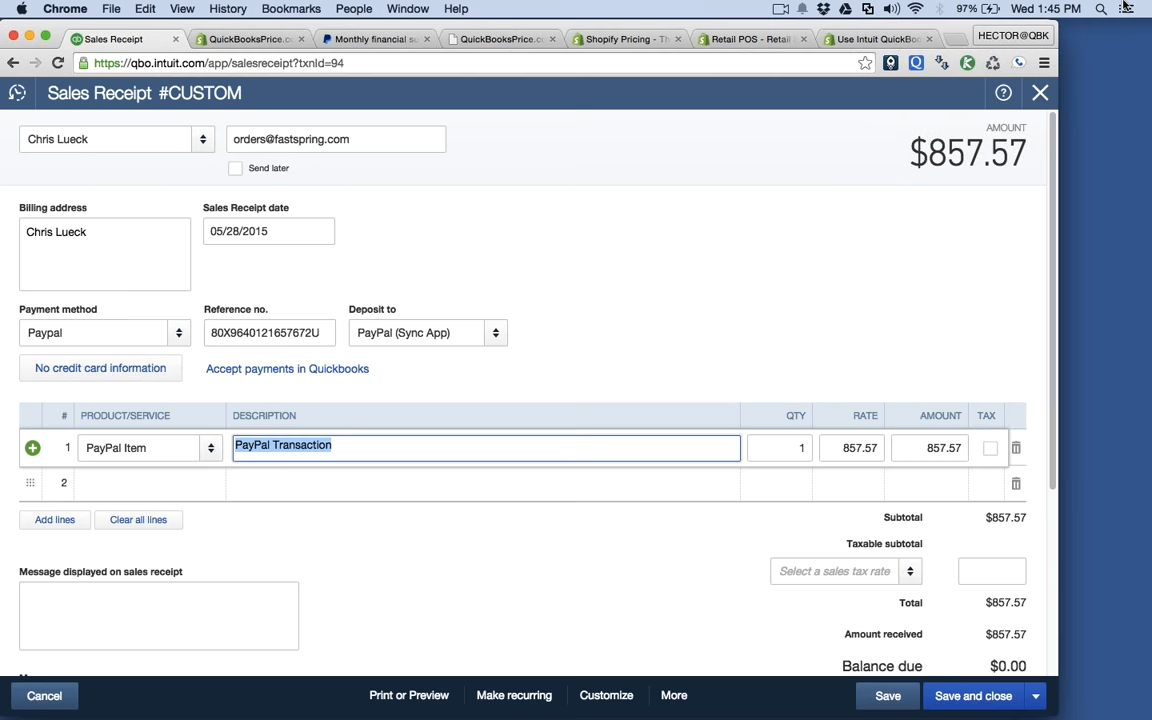 Chrome File Edit View History Bookmarks People Window Help 97% Wed 1:45 PM
Sales Receipt QuickBooksPrice.c Monthly financial s QuickBooksPrice.c Shopify Pricing - Th Retail POS - Retail Use Intuit QuickBo HECTOR@QBK
https://qbo.intuit.com/app/salesreceipt?txnId=94
Sales Receipt #CUSTOM
AMOUNT
Chris Lueck orders@fastspring.com
$857.57
Send later
Billing address Sales Receipt date
Chris Lueck 05/28/2015
Payment method Reference no. Deposit to
Paypal 80X9640121657672U PayPal (Sync App)
No credit card information Accept payments in Quickbooks
# PRODUCT/SERVICE DESCRIPTION QTY RATE AMOUNT TAX
1 PayPal Item PayPal Transaction 1 857.57 857.57
2
Add lines Clear all lines Subtotal $857.57
Taxable subtotal
Message displayed on sales receipt Select a sales tax rate
Total $857.57
Amount received $857.57
Balance due $0.00
Cancel Print or Preview Make recurring Customize More Save Save and close